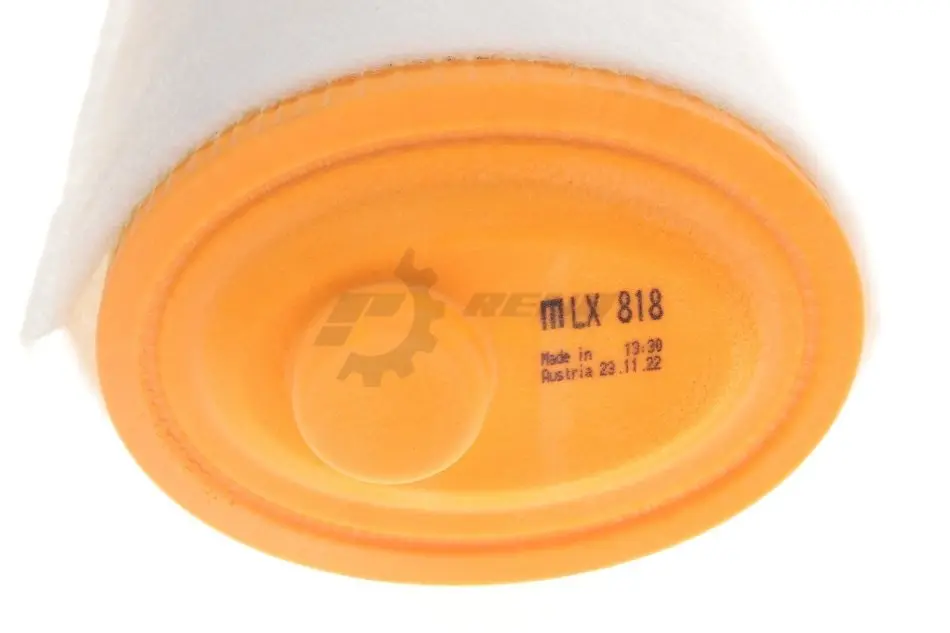 m LX 818
Made in 13:30
Austria 23.11.22